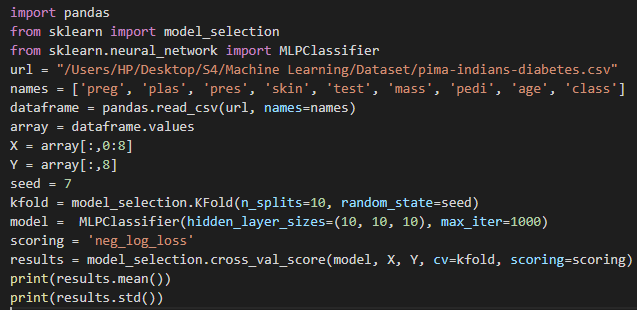 import pandas
from sklearn import model_selection
from sklearn.neural_network import MLPClassifier
url = "/Users/HP/Desktop/S4/Machine Learning/Dataset/pima-indians-diabetes.csv"
names = ['preg', 'plas', 'pres', 'skin', 'test', 'mass', 'pedi', 'age', 'class']
dataframe = pandas.read_csv(url, names=names)
array = dataframe.values
X = array[:,0:8]
Y = array[:,8]
seed = 7
kfold = model_selection.KFold(n_splits=10, random_state=seed)
model =  MLPClassifier(hidden_layer_sizes=(10, 10, 10), max_iter=1000)
scoring = 'neg_log_loss'
results = model_selection.cross_val_score(model, X, Y, cv=kfold, scoring=scoring)
print(results.mean())
print(results.std())